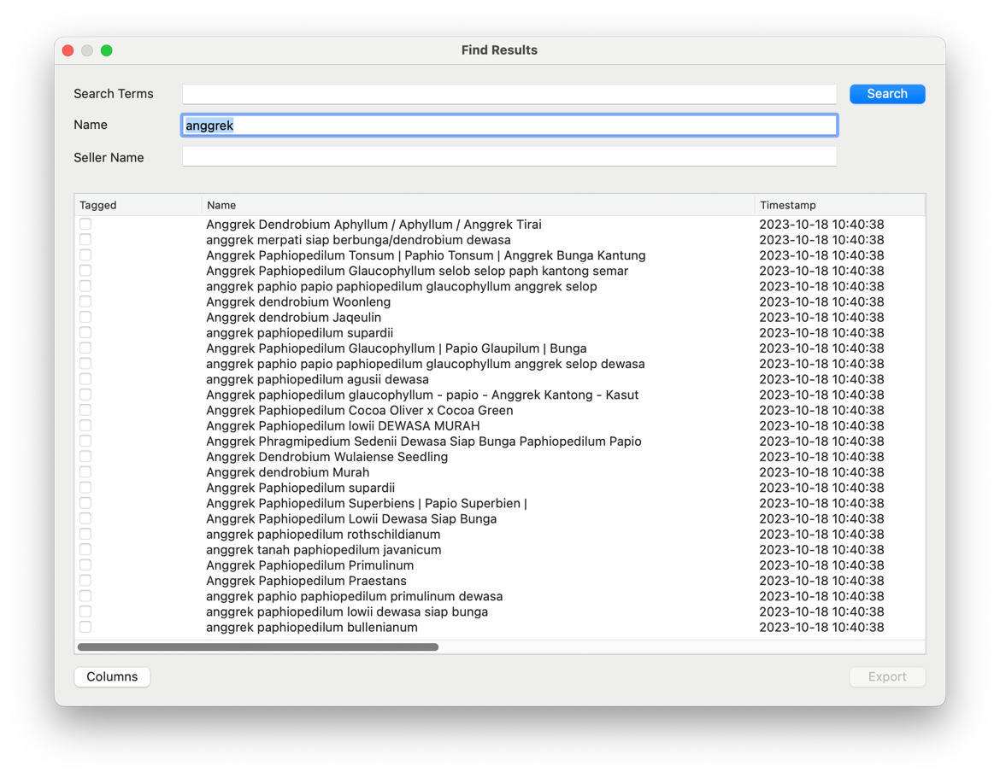 Find Results
Search Terms
Search
Name
anggrek
Seller Name
Tagged Name Timestamp
Anggrek Dendrobium Aphyllum / Aphyllum / Anggrek Tirai 2023-10-18 10:40:38
anggrek merpati siap berbunga/dendrobium dewasa 2023-10-18 10:40:38
Anggrek Paphiopedilum Tonsum | Paphio Tonsum | Anggrek Bunga Kantung 2023-10-18 10:40:38
Anggrek Paphiopedilum Glaucophyllum selob selop paph kantong semar 2023-10-18 10:40:38
anggrek paphio papio paphiopedilum glaucophyllum anggrek selop 2023-10-18 10:40:38
Anggrek dendrobium Woonleng 2023-10-18 10:40:38
Anggrek dendrobium Jaqeulin 2023-10-18 10:40:38
anggrek paphiopedilum supardii 2023-10-18 10:40:38
Anggrek Paphiopedilum Glaucophyllum | Papio Glaupilum | Bunga 2023-10-18 10:40:38
anggrek paphio papio paphiopedilum glaucophyllum anggrek selop dewasa 2023-10-18 10:40:38
anggrek paphiopedilum agusii dewasa 2023-10-18 10:40:38
Anggrek paphiopedilum glaucophyllum - papio - Anggrek Kantong - Kasut 2023-10-18 10:40:38
Anggrek Paphiopedilum Cocoa Oliver x Cocoa Green 2023-10-18 10:40:38
Anggrek Paphiopedilum lowii DEWASA MURAH 2023-10-18 10:40:38
Anggrek Phragmipedium Sedenii Dewasa Siap Bunga Paphiopedilum Papio 2023-10-18 10:40:38
Anggrek Dendrobium Wulaiense Seedling 2023-10-18 10:40:38
Anggrek dendrobium Murah 2023-10-18 10:40:38
Anggrek Paphiopedilum supardii 2023-10-18 10:40:38
Anggrek Paphiopedilum Superbiens | Papio Superbien | 2023-10-18 10:40:38
Anggrek Paphiopedilum Lowii Dewasa Siap Bunga 2023-10-18 10:40:38
anggrek paphiopedilum rothschildianum 2023-10-18 10:40:38
anggrek tanah paphiopedilum javanicum 2023-10-18 10:40:38
Anggrek Paphiopedilum Primulinum 2023-10-18 10:40:38
Anggrek Paphiopedilum Praestans 2023-10-18 10:40:38
anggrek paphio paphiopedilum primulinum dewasa 2023-10-18 10:40:38
anggrek paphiopedilum lowii dewasa siap bunga 2023-10-18 10:40:38
anggrek paphiopedilum bullenianum 2023-10-18 10:40:38
Columns
Export